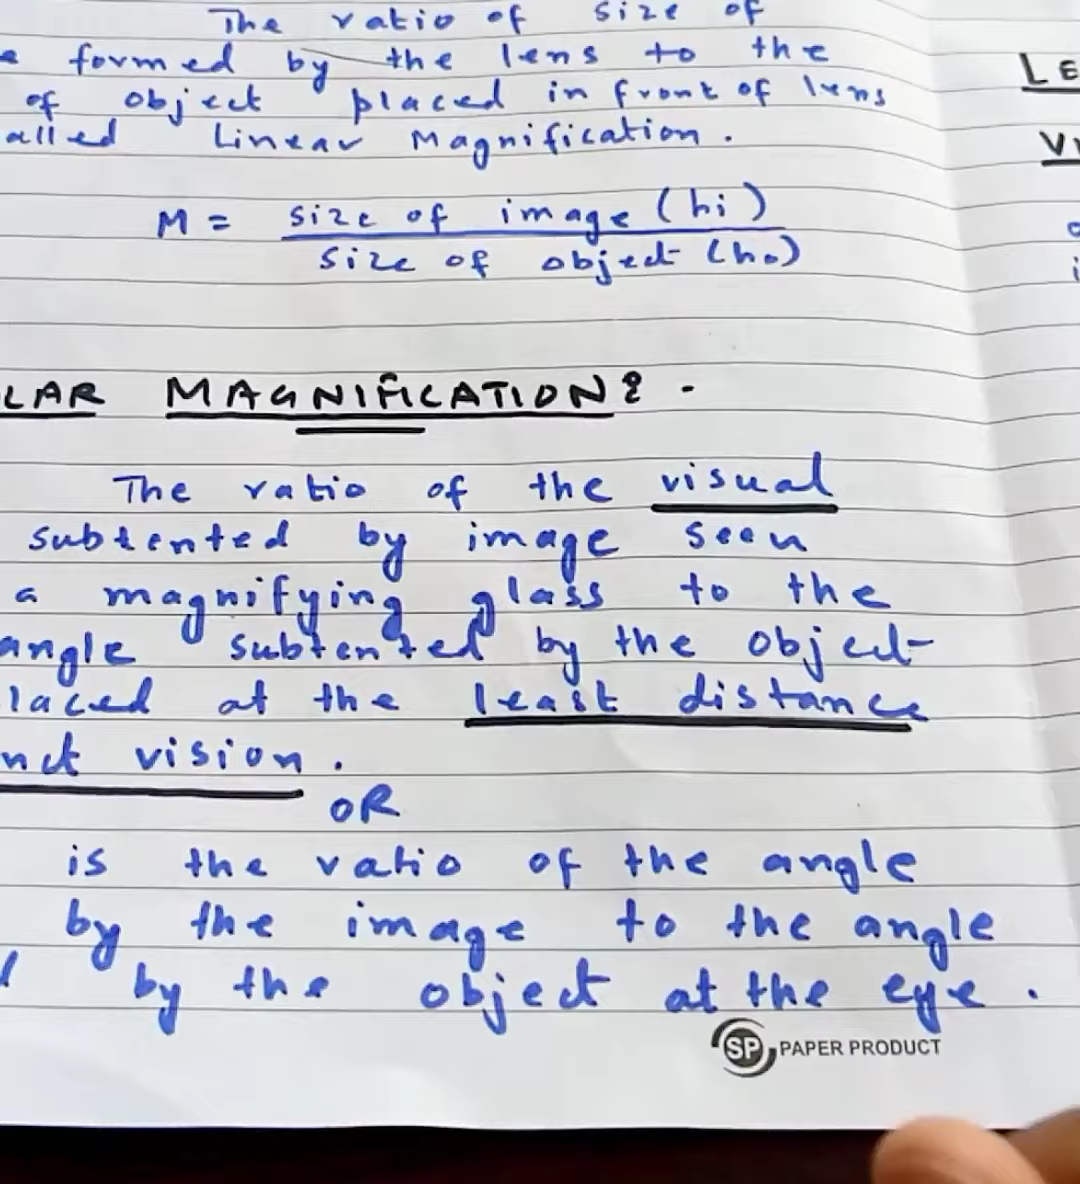 The ratio of size of
e formed by the lens to the
of object placed in front of lens
alled Linear Magnification.
M = size of image (hi)
size of object (ho)
LAR MAGNIFICATION? -
The ratio of the visual
subtented by image seen
a magnifying glass to the
angle subtented by the object
laced at the least distance
nct vision.
OR
is the ratio of the angle
by the image to the angle
by the object at the eye.
SP PAPER PRODUCT
LE
VI